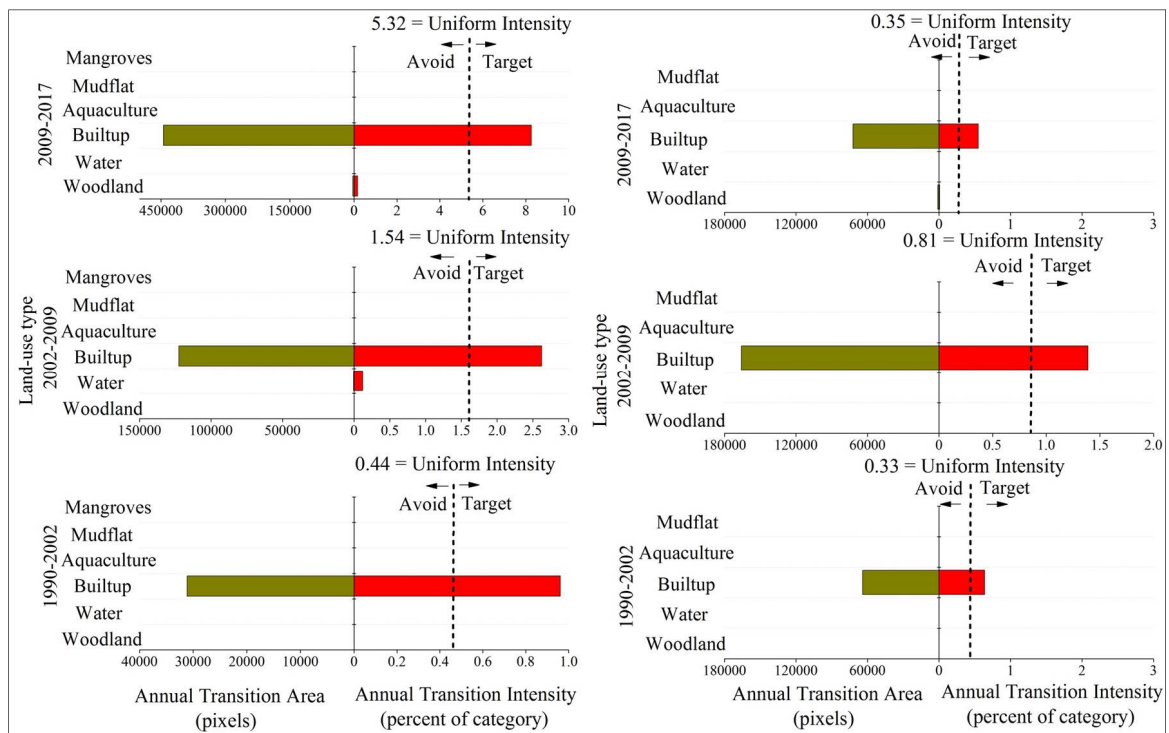 5.32 = Uniform Intensity
Avoid Target
2009-2017
Mangroves
Mudflat
Aquaculture
Builtup
Water
Woodland
450000 300000 150000 0 2 4 6 8 10
1.54 = Uniform Intensity
Avoid Target
Land-use type
2002-2009
Mangroves
Mudflat
Aquaculture
Builtup
Water
Woodland
150000 100000 50000 0 0.5 1.0 1.5 2.0 2.5 3.0
0.44 = Uniform Intensity
Avoid Target
1990-2002
Mangroves
Mudflat
Aquaculture
Builtup
Water
Woodland
40000 30000 20000 10000 0 0.2 0.4 0.6 0.8 1.0
Annual Transition Area Annual Transition Intensity
(pixels) (percent of category)
0.35 = Uniform Intensity
Avoid Target
2009-2017
Mudflat
Aquaculture
Builtup
Water
Woodland
180000 120000 60000 0 1 2 3
0.81 = Uniform Intensity
Avoid Target
Land-use type
2002-2009
Mudflat
Aquaculture
Builtup
Water
Woodland
180000 120000 60000 0 0.5 1.0 1.5 2.0
0.33 = Uniform Intensity
Avoid Target
1990-2002
Mudflat
Aquaculture
Builtup
Water
Woodland
180000 120000 60000 0 1 2 3
Annual Transition Area Annual Transition Intensity
(pixels) (percent of category)